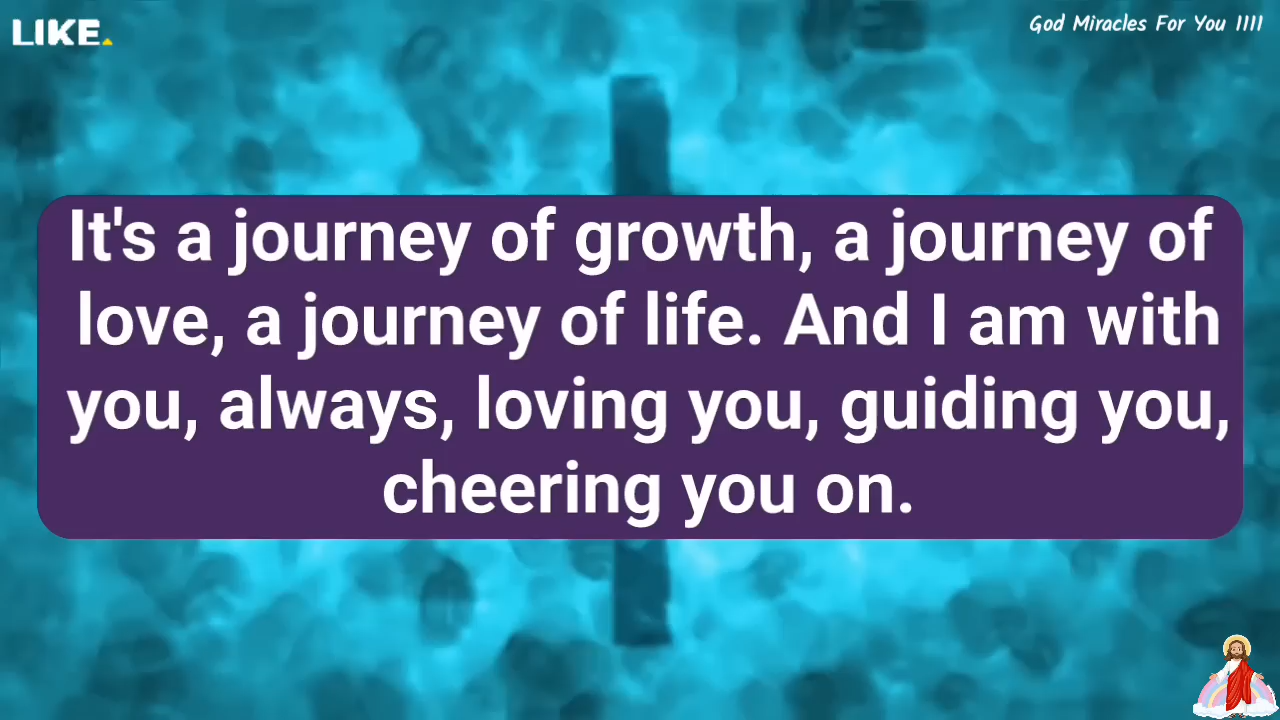 LIKE.
God Miracles For You 1111
It's a journey of growth, a journey of
love, a journey of life. And I am with
you, always, loving you, guiding you,
cheering you on.